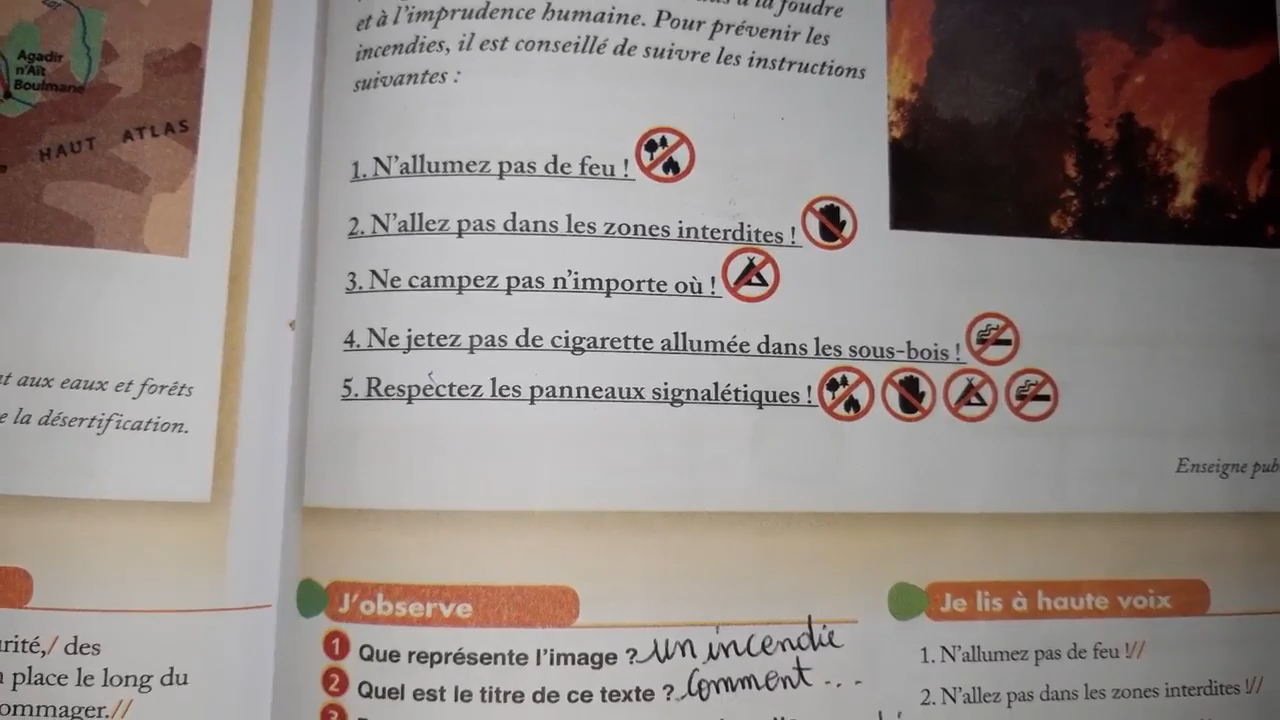 Agadir
n'Aït
Boulmane
HAUT ATLAS
t aux eaux et forêts
e la désertification.
la foudre
et à l'imprudence humaine. Pour prévenir les
incendies, il est conseillé de suivre les instructions
suivantes :
1. N'allumez pas de feu !
2. N'allez pas dans les zones interdites !
3. Ne campez pas n'importe où !
4. Ne jetez pas de cigarette allumée dans les sous-bois !
5. Respectez les panneaux signalétiques !
Enseigne pub
rité,/ des
place le long du
ommager.//
J'observe
1 Que représente l'image ? un incendie
2 Quel est le titre de ce texte ? Comment ...
3
Je lis à haute voix
1. N'allumez pas de feu !//
2. N'allez pas dans les zones interdites !//